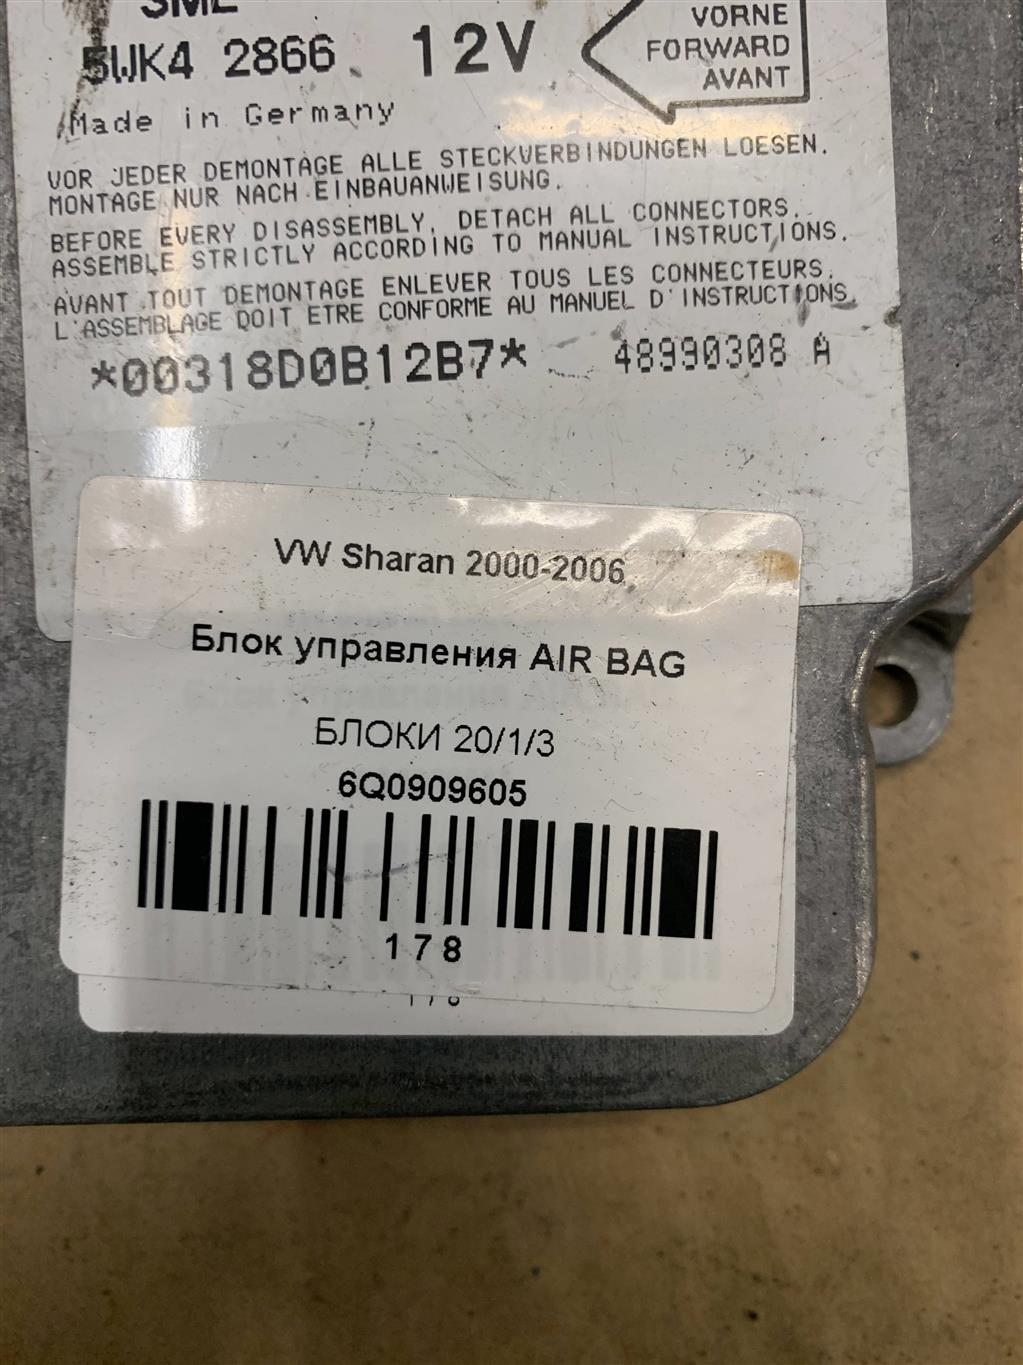 5WK4 2866 12V
VORNE
FORWARD
AVANT
Made in Germany
VOR JEDER DEMONTAGE ALLE STECKVERBINDUNGEN LOESEN.
MONTAGE NUR NACH EINBAUANWEISUNG.
BEFORE EVERY DISASSEMBLY, DETACH ALL CONNECTORS.
ASSEMBLE STRICTLY ACCORDING TO MANUAL INSTRUCTIONS.
AVANT TOUT DEMONTAGE ENLEVER TOUS LES CONNECTEURS.
L'ASSEMBLAGE DOIT ETRE CONFORME AU MANUEL D'INSTRUCTIONS.
*00318D0B12B7* 48990308 A
VW Sharan 2000-2006
Блок управления AIR BAG
БЛОКИ 20/1/3
6Q0909605
178